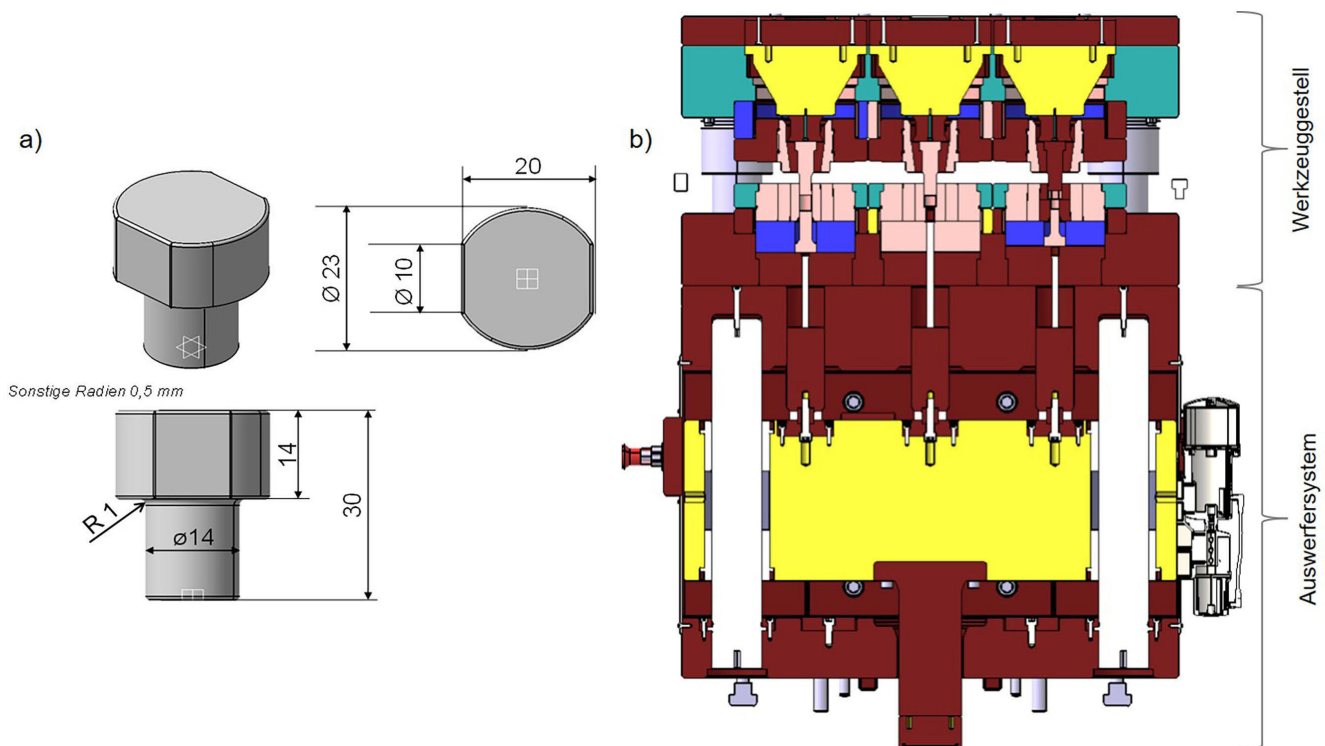 a)
20
Ø 23
Ø 10
Sonstige Radien 0,5 mm
14
30
R 1
ø14
b)
Werkzeuggestell
Auswerfersystem